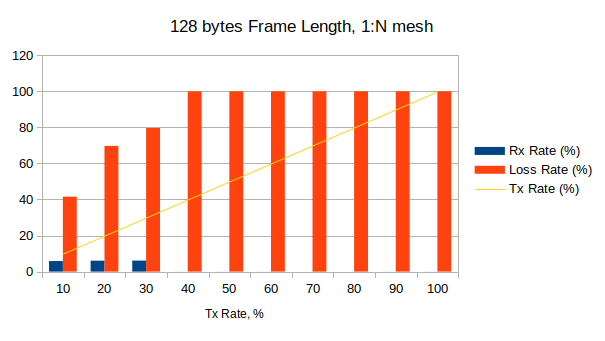 128 bytes Frame Length, 1:N mesh
120
100
80
60
40
20
0
10 20 30 40 50 60 70 80 90 100
Tx Rate, %
Rx Rate (%)
Loss Rate (%)
Tx Rate (%)